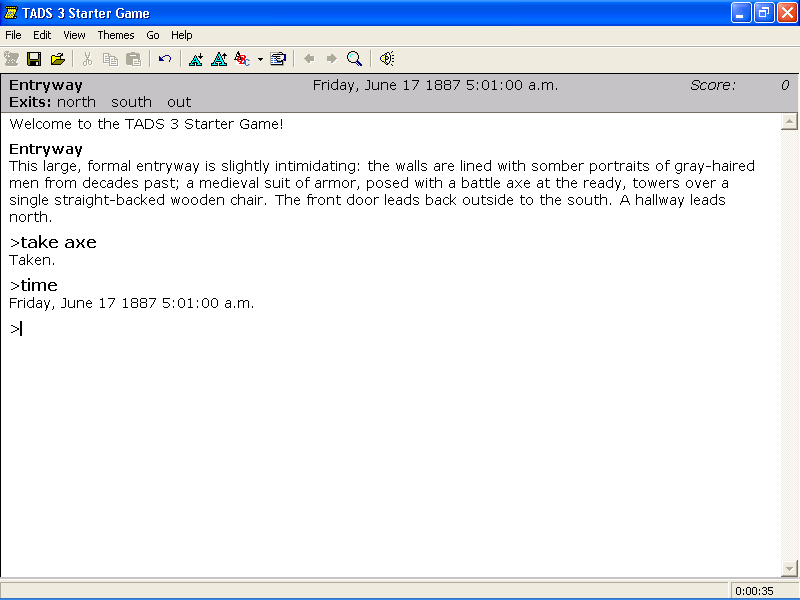 TADS 3 Starter Game
File Edit View Themes Go Help
Entryway Friday, June 17 1887 5:01:00 a.m. Score: 0
Exits: north south out
Welcome to the TADS 3 Starter Game!
Entryway
This large, formal entryway is slightly intimidating: the walls are lined with somber portraits of gray-haired
men from decades past; a medieval suit of armor, posed with a battle axe at the ready, towers over a
single straight-backed wooden chair. The front door leads back outside to the south. A hallway leads
north.
>take axe
Taken.
>time
Friday, June 17 1887 5:01:00 a.m.
>
0:00:35